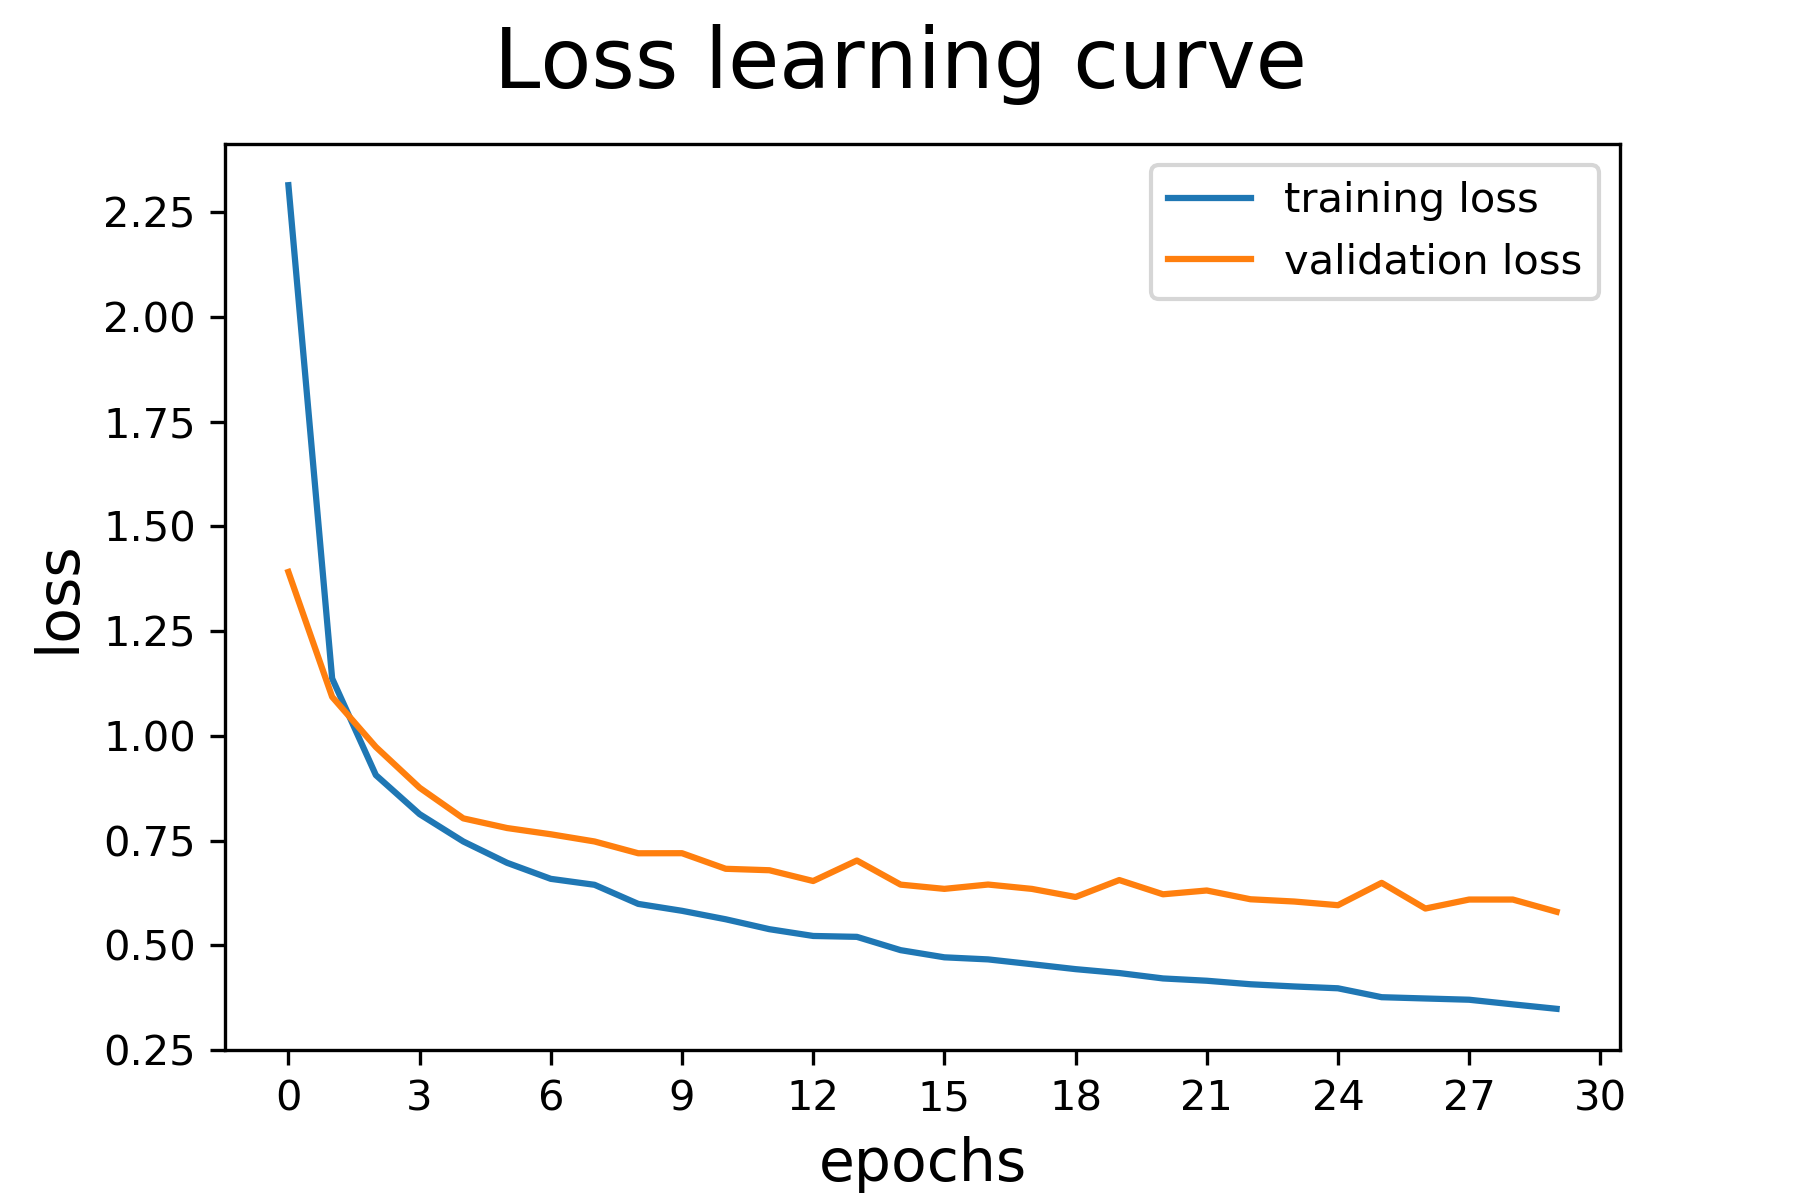 Loss learning curve
training loss
validation loss
2.25
2.00
1.75
1.50
1.25
1.00
0.75
0.50
0.25
loss
0 3 6 9 12 15 18 21 24 27 30
epochs